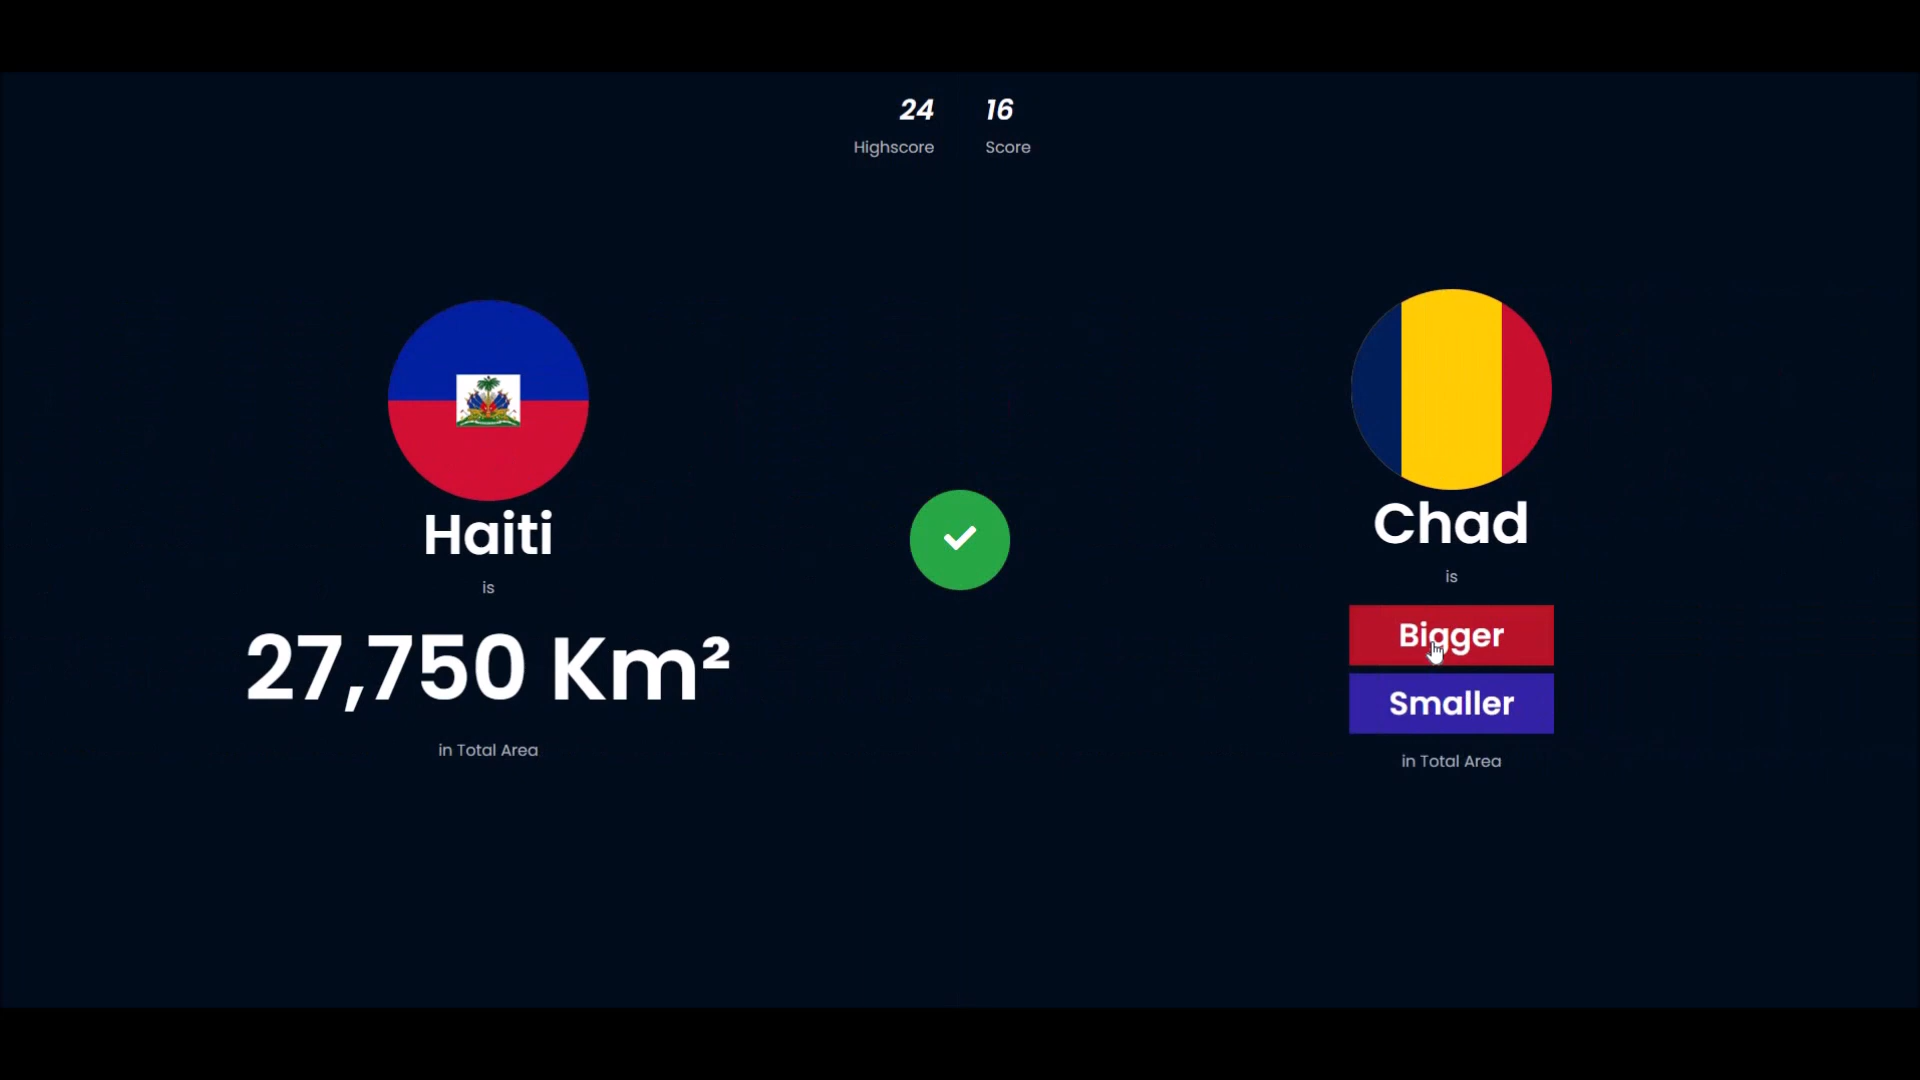 24
Highscore
16
Score
Haiti
is
27,750 Km²
in Total Area
Chad
is
Bigger
Smaller
in Total Area